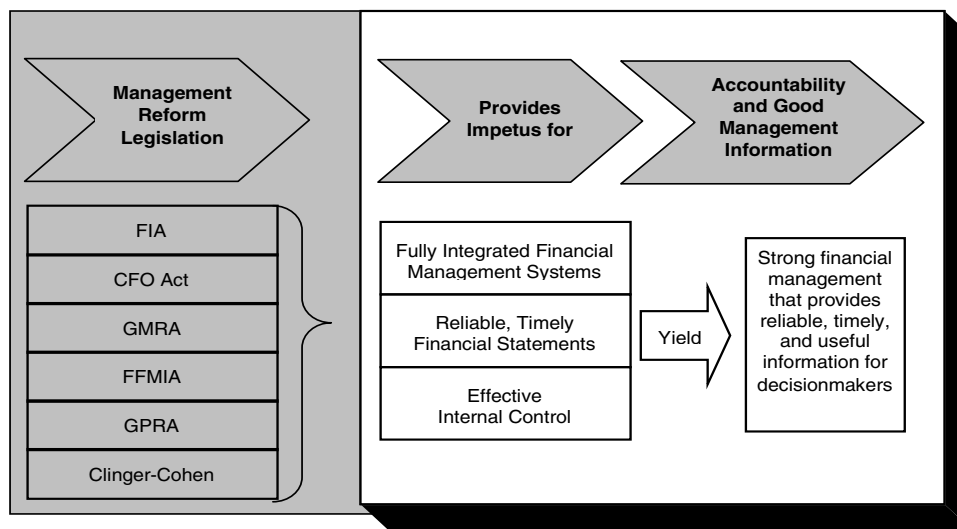 Management
Reform
Legislation
Provides
Impetus for
Accountability
and Good
Management
Information
FIA
CFO Act
GMRA
FFMIA
GPRA
Clinger-Cohen
Fully Integrated Financial
Management Systems
Reliable, Timely
Financial Statements
Effective
Internal Control
Yield
Strong financial
management
that provides
reliable, timely,
and useful
information for
decisionmakers